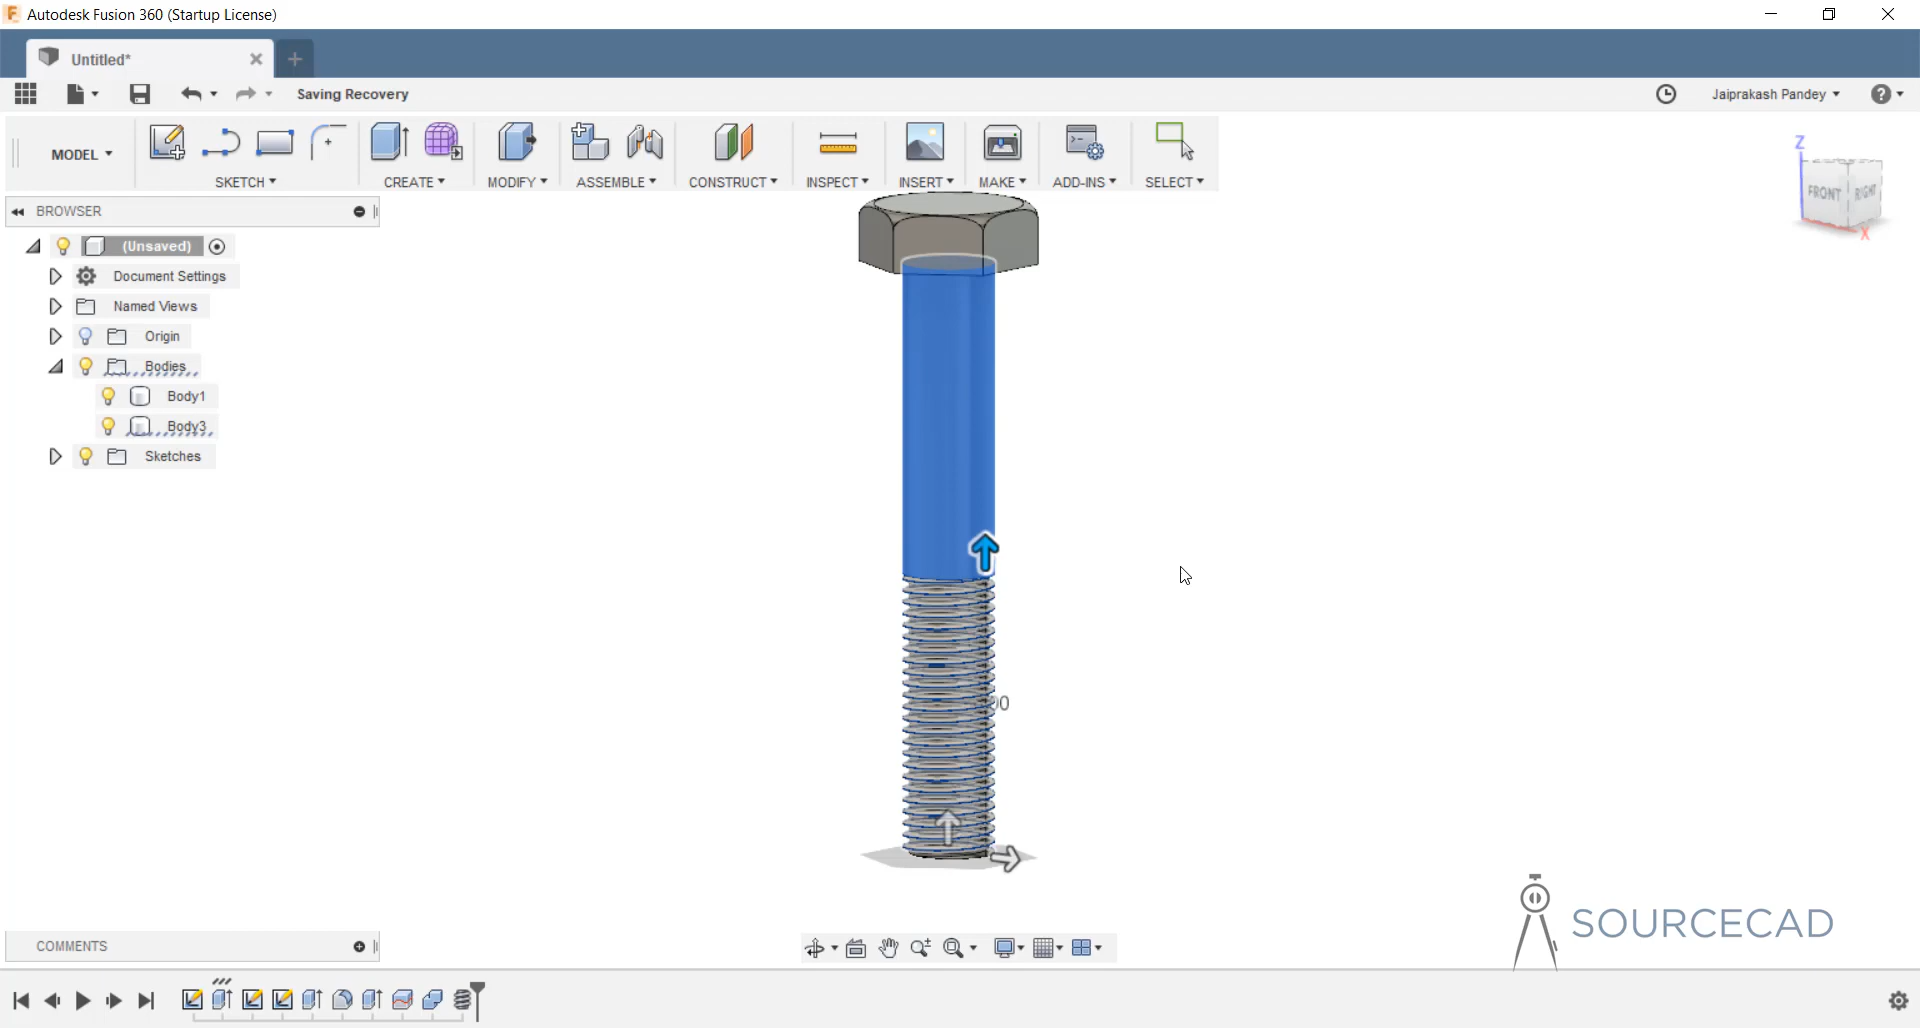 Autodesk Fusion 360 (Startup License)
Untitled*
Saving Recovery
Jaiprakash Pandey
MODEL
SKETCH
CREATE
MODIFY
ASSEMBLE
CONSTRUCT
INSPECT
INSERT
MAKE
ADD-INS
SELECT
Z
FRONT
RIGHT
X
BROWSER
(Unsaved)
Document Settings
Named Views
Origin
Bodies
Body1
Body3
Sketches
SOURCECAD
COMMENTS